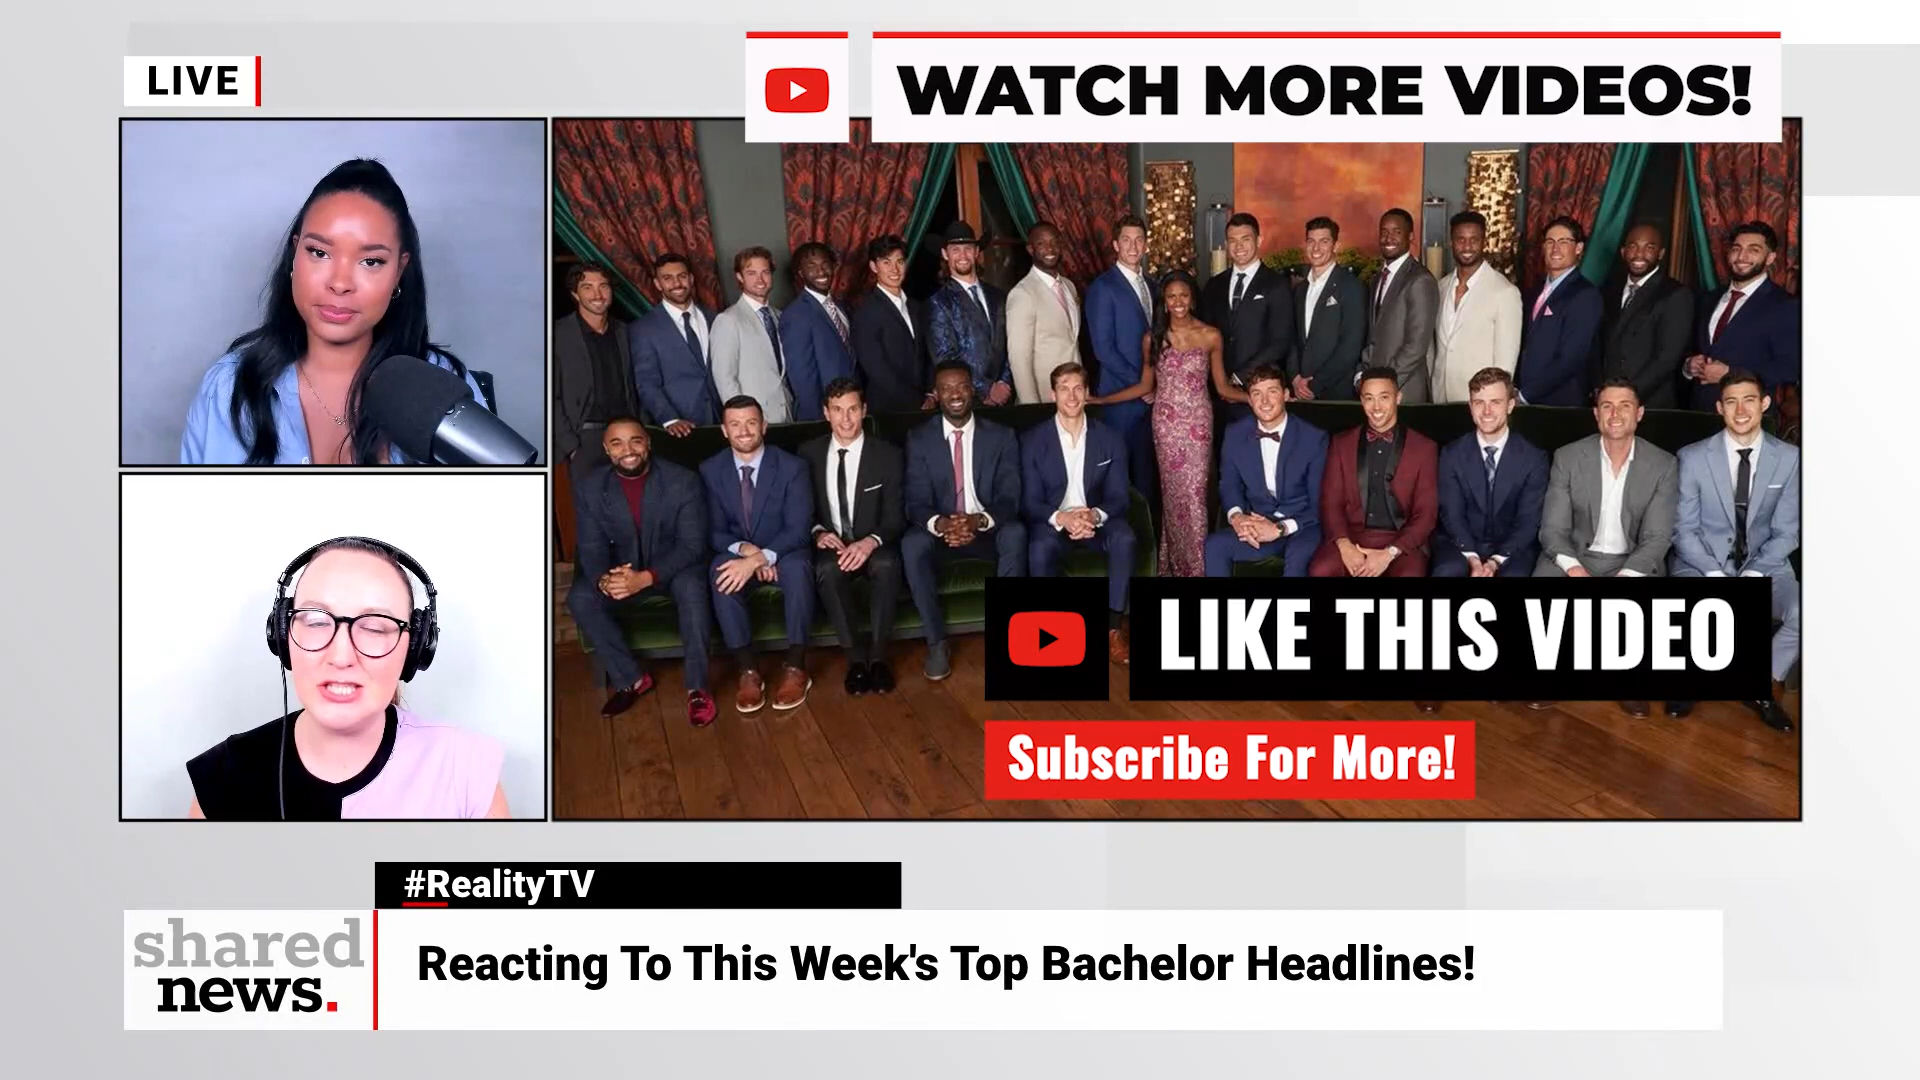 LIVE
WATCH MORE VIDEOS!
LIKE THIS VIDEO
Subscribe For More!
#RealityTV
shared
news.
Reacting To This Week's Top Bachelor Headlines!